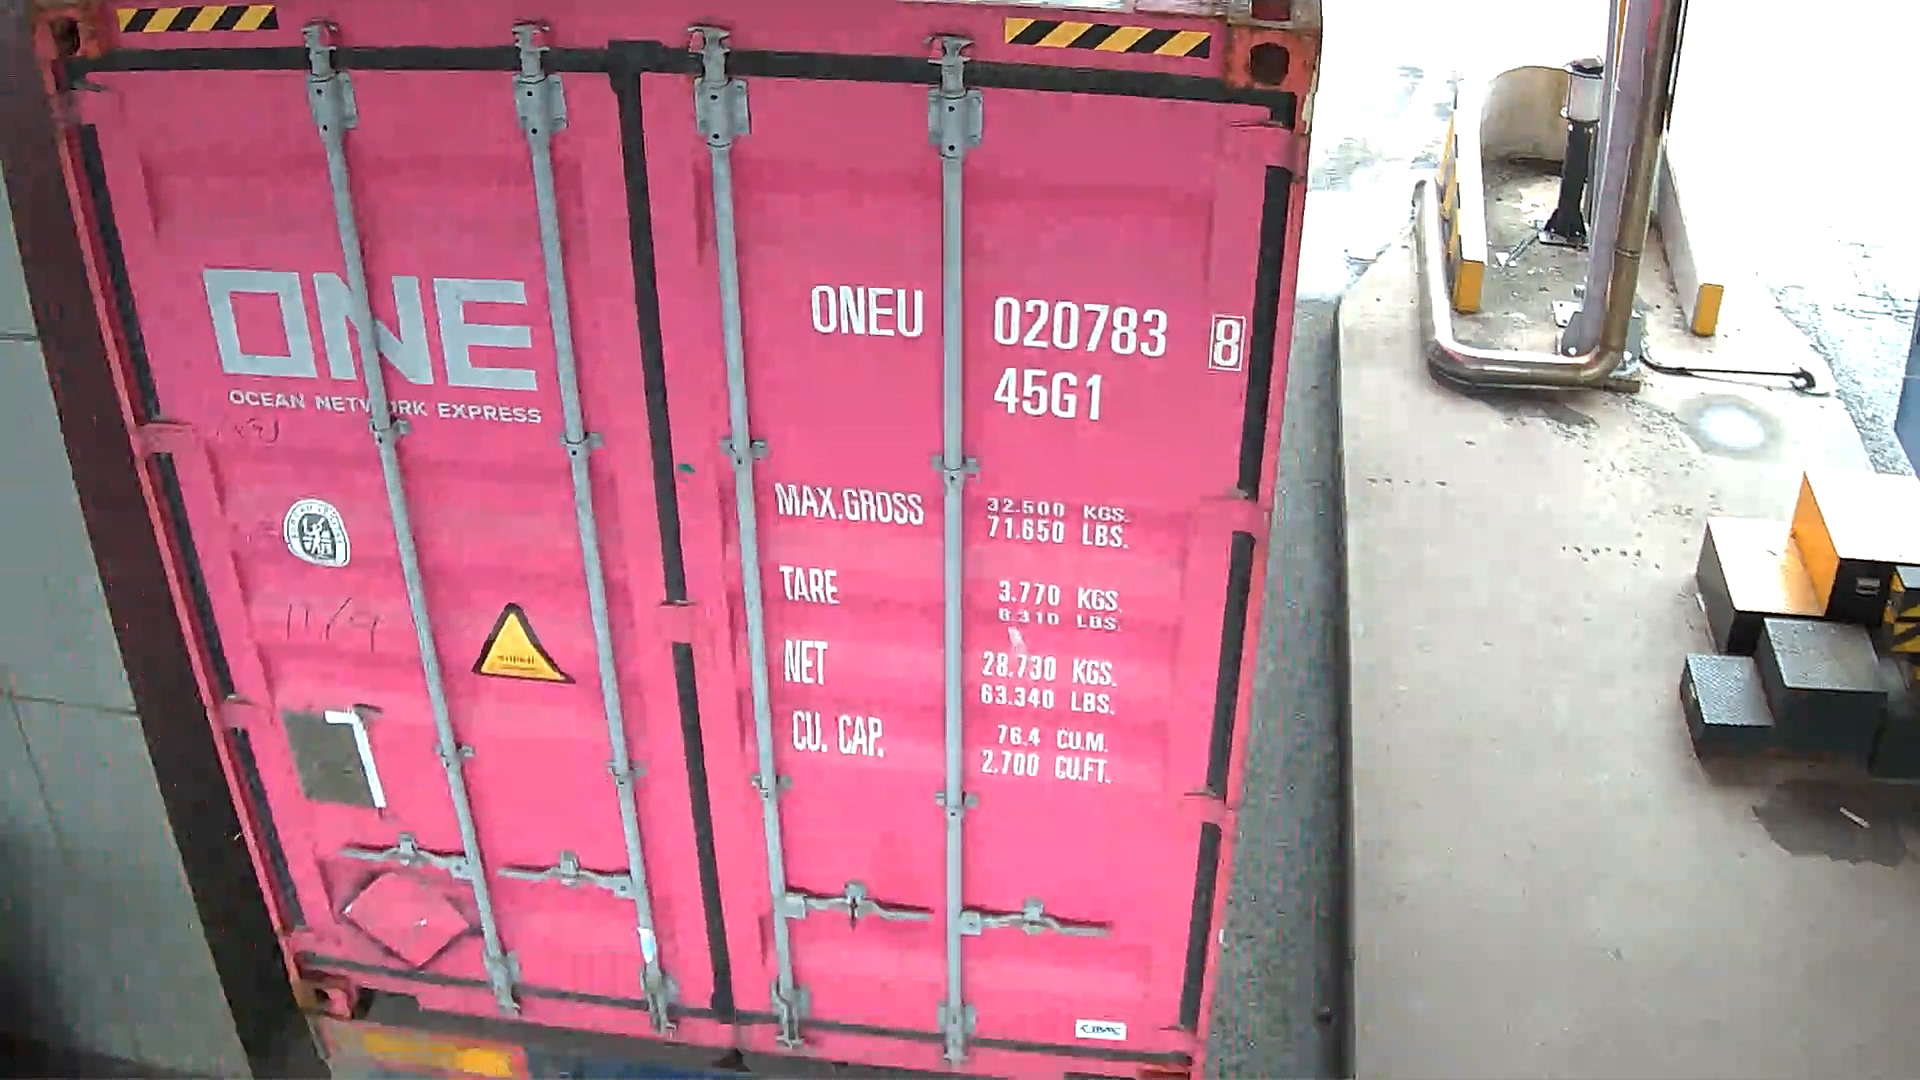 ONE
OCEAN NETWORK EXPRESS
11/9
ONEU 020783 8
45G1
MAX.GROSS 32.500 KGS.
71.650 LBS.
TARE 3.770 KGS.
8.310 LBS.
NET 28.730 KGS.
63.340 LBS.
CU. CAP. 76.4 CU.M.
2.700 CU.FT.
CIMC